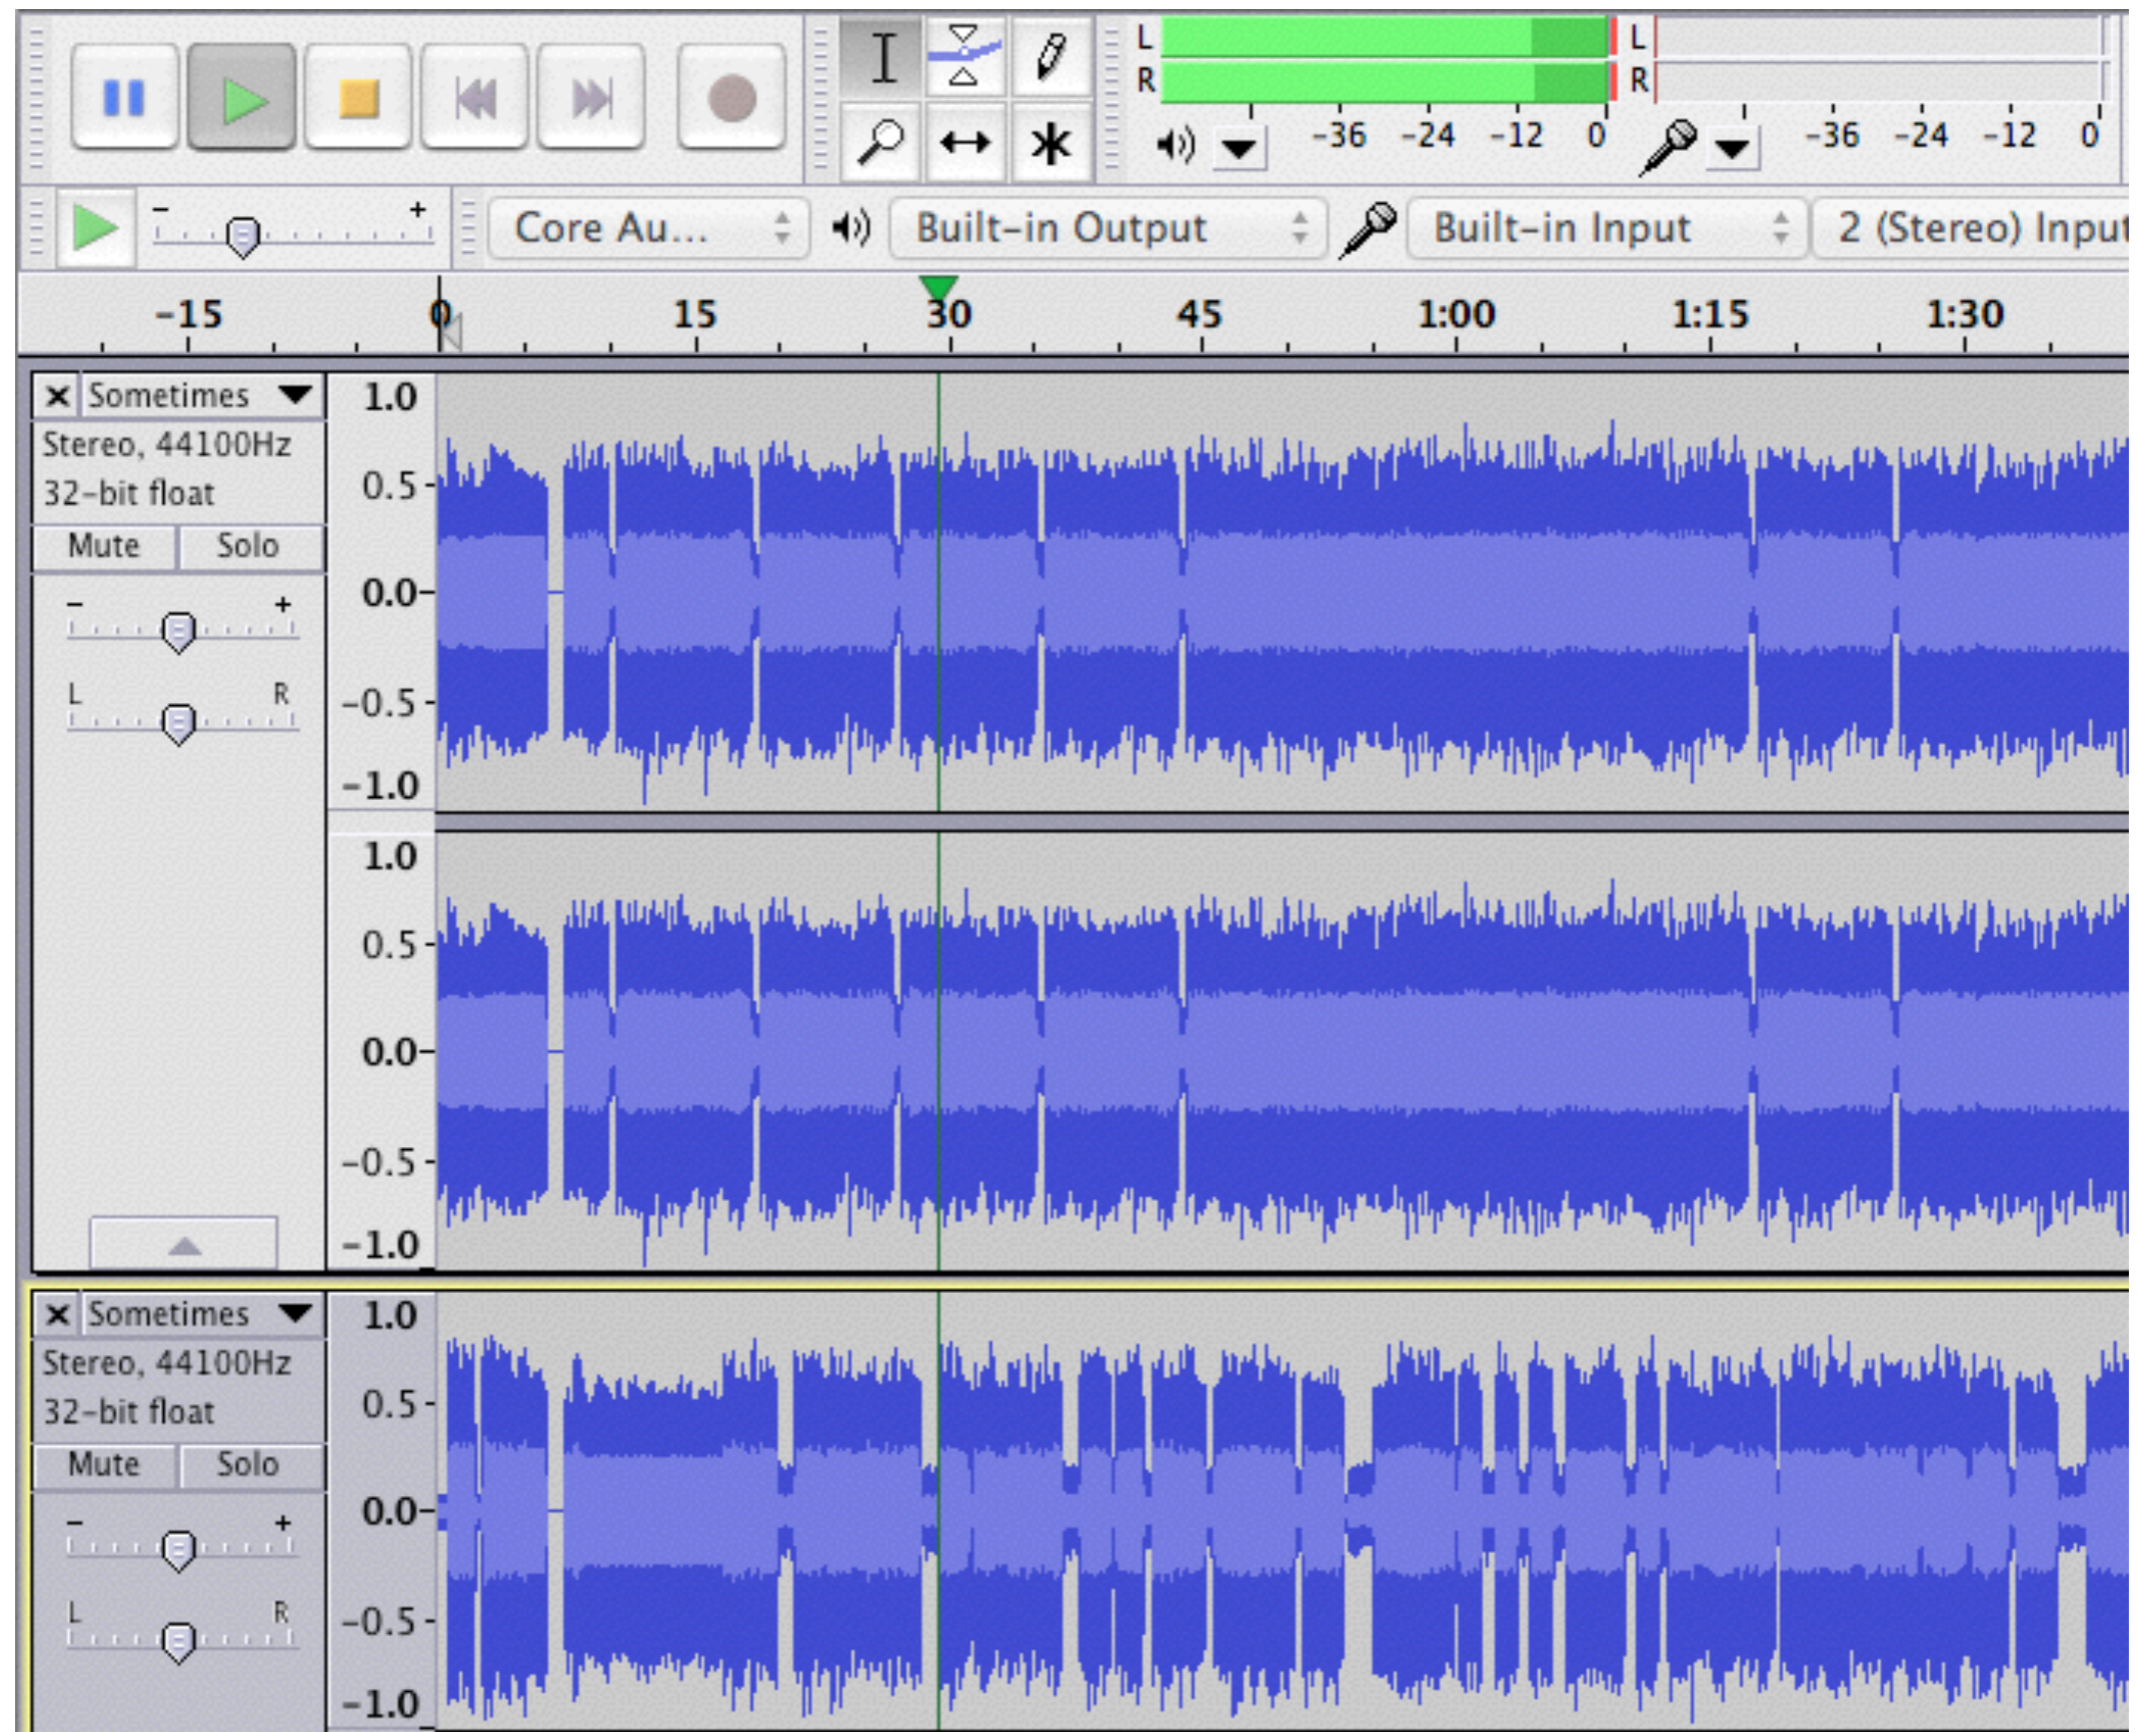 L
R
-36 -24 -12 0
L
R
-36 -24 -12 0
- +
Core Au...
Built-in Output
Built-in Input
2 (Stereo) Input
-15 0 15 30 45 1:00 1:15 1:30
Sometimes
Stereo, 44100Hz
32-bit float
Mute Solo
- +
L R
1.0
0.5
0.0
-0.5
-1.0
1.0
0.5
0.0
-0.5
-1.0
Sometimes
Stereo, 44100Hz
32-bit float
Mute Solo
- +
L R
1.0
0.5
0.0
-0.5
-1.0